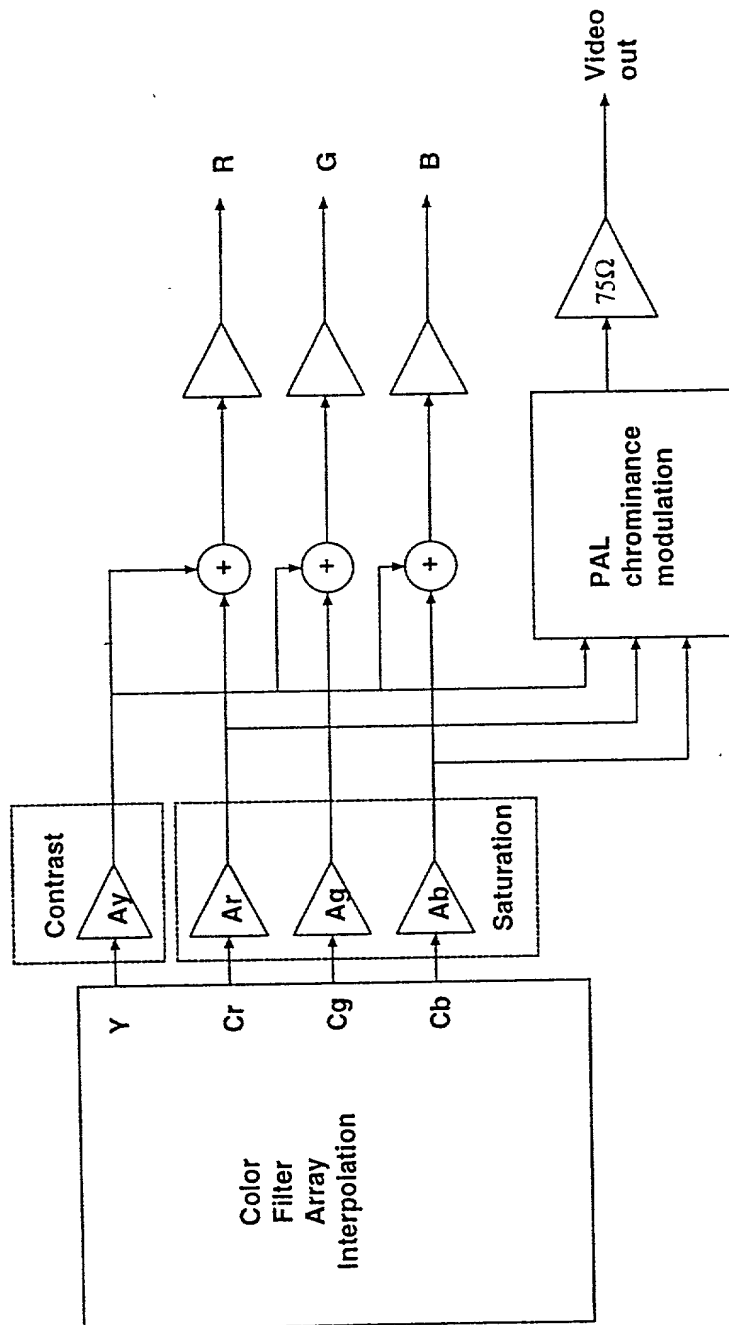 Color
Filter
Array
Interpolation
Y
Cr
Cg
Cb
Contrast
Ay
Ar
Ag
Ab
Saturation
+
+
+
R
G
B
PAL
chrominance
modulation
75Ω
Video
out